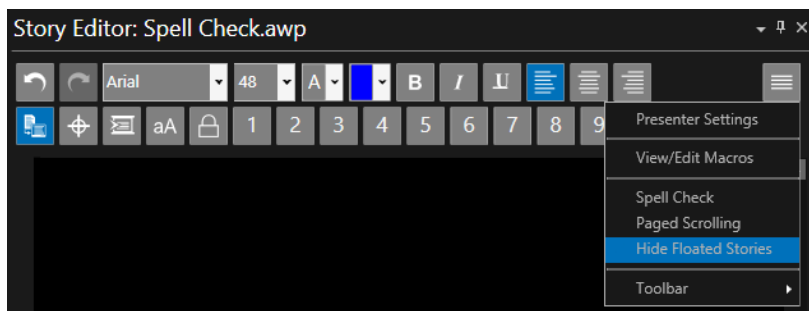 Story Editor: Spell Check.awp
Arial 48 A B I U
aA 1 2 3 4 5 6 7 8 9
Presenter Settings
View/Edit Macros
Spell Check
Paged Scrolling
Hide Floated Stories
Toolbar